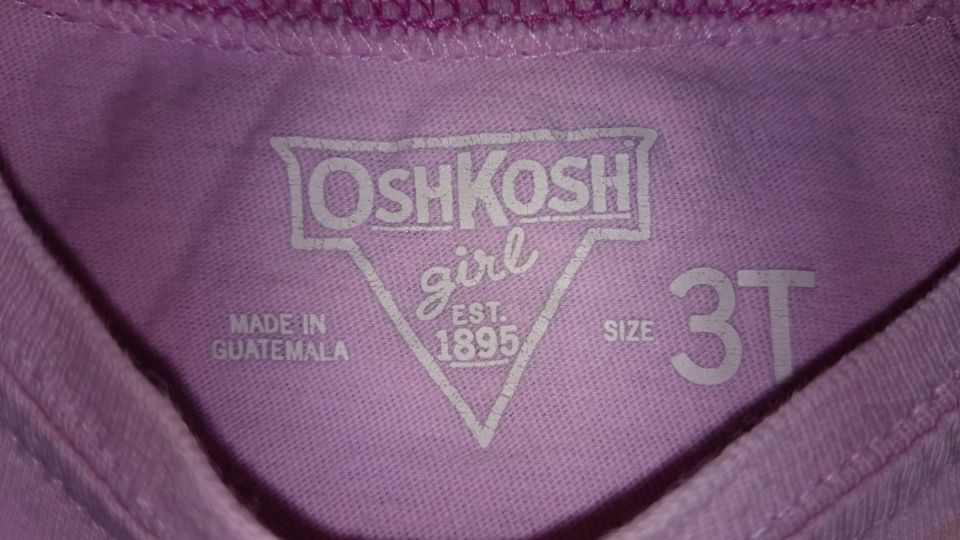 OSHKOSH
girl
EST.
1895
MADE IN
GUATEMALA
SIZE 3T